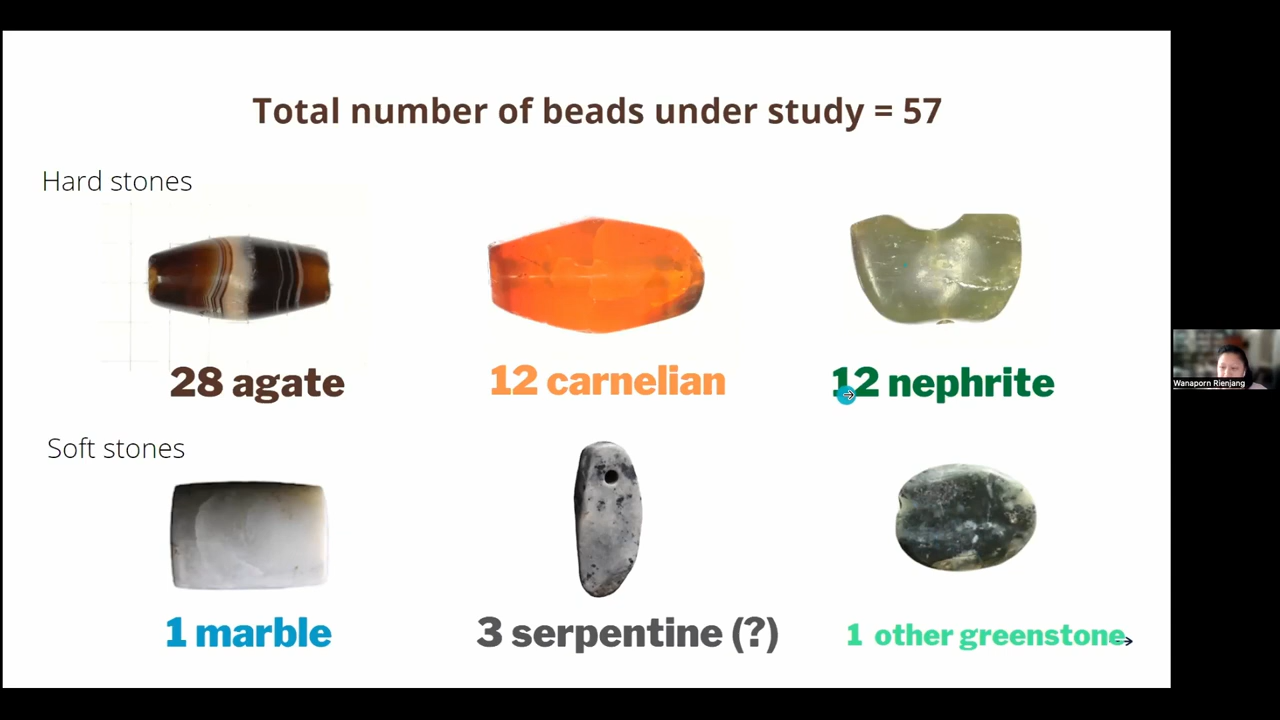 Total number of beads under study = 57
Hard stones
28 agate
12 carnelian
12 nephrite
Soft stones
1 marble
3 serpentine (?)
1 other greenstone
Wanaporn Rienjang